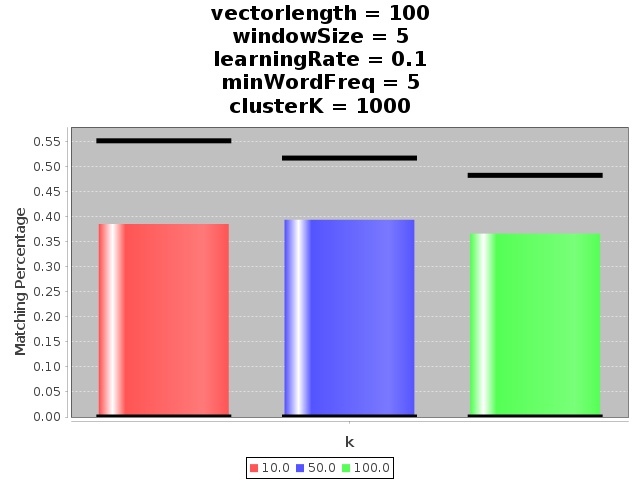 vectorlength = 100
windowSize = 5
learningRate = 0.1
minWordFreq = 5
clusterK = 1000
0.55
0.50
0.45
0.40
0.35
0.30
0.25
0.20
0.15
0.10
0.05
0.00
Matching Percentage
k
10.0 50.0 100.0